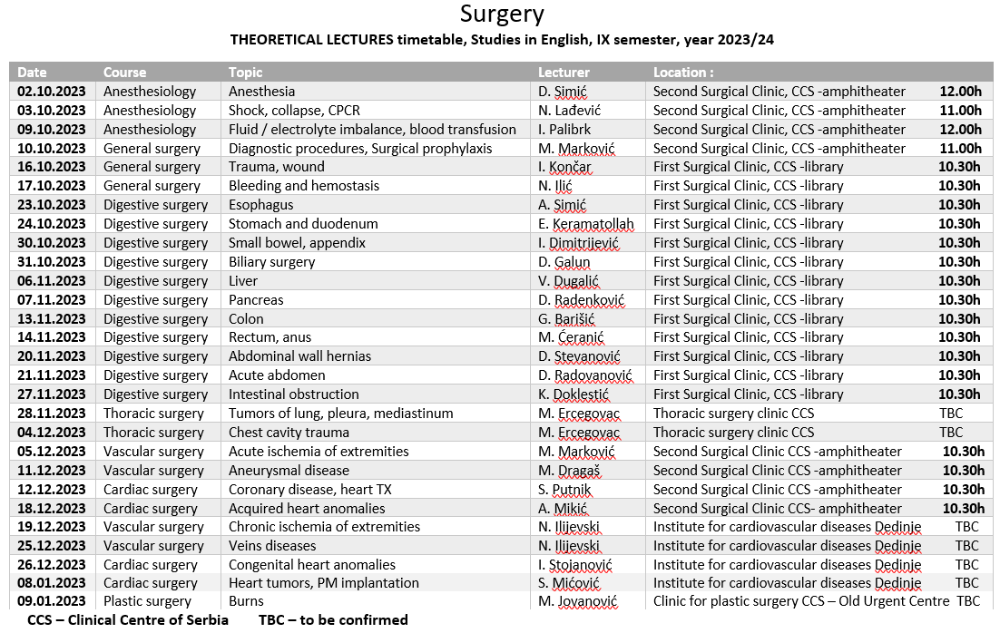 Surgery
THEORETICAL LECTURES timetable, Studies in English, IX semester, year 2023/24
Date Course Topic Lecturer Location :
02.10.2023 Anesthesiology Anesthesia D. Simić Second Surgical Clinic, CCS -amphitheater 12.00h
03.10.2023 Anesthesiology Shock, collapse, CPCR N. Lađević Second Surgical Clinic, CCS -amphitheater 11.00h
09.10.2023 Anesthesiology Fluid / electrolyte imbalance, blood transfusion I. Palibrk Second Surgical Clinic, CCS -amphitheater 12.00h
10.10.2023 General surgery Diagnostic procedures, Surgical prophylaxis M. Marković Second Surgical Clinic, CCS -amphitheater 11.00h
16.10.2023 General surgery Trauma, wound I. Končar First Surgical Clinic, CCS -library 10.30h
17.10.2023 General surgery Bleeding and hemostasis N. Ilić First Surgical Clinic, CCS -library 10.30h
23.10.2023 Digestive surgery Esophagus A. Simić First Surgical Clinic, CCS -library 10.30h
24.10.2023 Digestive surgery Stomach and duodenum E. Keramatollah First Surgical Clinic, CCS -library 10.30h
30.10.2023 Digestive surgery Small bowel, appendix I. Dimitrijević First Surgical Clinic, CCS -library 10.30h
31.10.2023 Digestive surgery Biliary surgery D. Galun First Surgical Clinic, CCS -library 10.30h
06.11.2023 Digestive surgery Liver V. Dugalić First Surgical Clinic, CCS -library 10.30h
07.11.2023 Digestive surgery Pancreas D. Radenković First Surgical Clinic, CCS -library 10.30h
13.11.2023 Digestive surgery Colon G. Barišić First Surgical Clinic, CCS -library 10.30h
14.11.2023 Digestive surgery Rectum, anus M. Ćeranić First Surgical Clinic, CCS -library 10.30h
20.11.2023 Digestive surgery Abdominal wall hernias D. Stevanović First Surgical Clinic, CCS -library 10.30h
21.11.2023 Digestive surgery Acute abdomen D. Radovanović First Surgical Clinic, CCS -library 10.30h
27.11.2023 Digestive surgery Intestinal obstruction K. Doklestić First Surgical Clinic, CCS -library 10.30h
28.11.2023 Thoracic surgery Tumors of lung, pleura, mediastinum M. Ercegovac Thoracic surgery clinic CCS TBC
04.12.2023 Thoracic surgery Chest cavity trauma M. Ercegovac Thoracic surgery clinic CCS TBC
05.12.2023 Vascular surgery Acute ischemia of extremities M. Marković Second Surgical Clinic CCS -amphitheater 10.30h
11.12.2023 Vascular surgery Aneurysmal disease M. Dragaš Second Surgical Clinic CCS -amphitheater 10.30h
12.12.2023 Cardiac surgery Coronary disease, heart TX S. Putnik Second Surgical Clinic CCS -amphitheater 10.30h
18.12.2023 Cardiac surgery Acquired heart anomalies A. Mikić Second Surgical Clinic CCS- amphitheater 10.30h
19.12.2023 Vascular surgery Chronic ischemia of extremities N. Ilijevski Institute for cardiovascular diseases Dedinje TBC
25.12.2023 Vascular surgery Veins diseases N. Ilijevski Institute for cardiovascular diseases Dedinje TBC
26.12.2023 Cardiac surgery Congenital heart anomalies I. Stojanović Institute for cardiovascular diseases Dedinje TBC
08.01.2023 Cardiac surgery Heart tumors, PM implantation S. Mićović Institute for cardiovascular diseases Dedinje TBC
09.01.2023 Plastic surgery Burns M. Jovanović Clinic for plastic surgery CCS – Old Urgent Centre TBC
CCS – Clinical Centre of Serbia TBC – to be confirmed